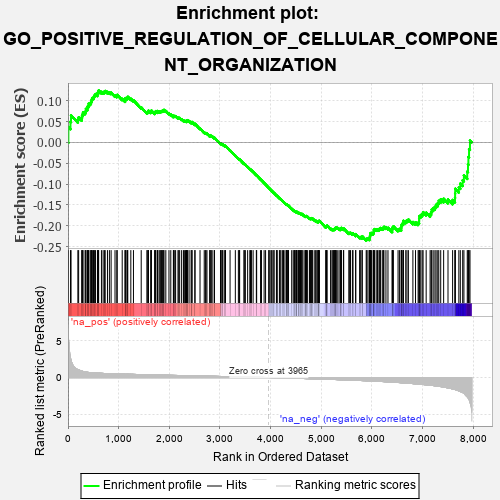 Enrichment plot:
GO_POSITIVE_REGULATION_OF_CELLULAR_COMPONE
NT_ORGANIZATION
Enrichment score (ES)
0.10
0.05
0.00
-0.05
-0.10
-0.15
-0.20
-0.25
'na_pos' (positively correlated)
Ranked list metric (PreRanked)
5
0
-5
Zero cross at 3965
'na_neg' (negatively correlated)
0
1,000
2,000
3,000
4,000
5,000
6,000
7,000
8,000
Rank in Ordered Dataset
Enrichment profile
Hits
Ranking metric scores